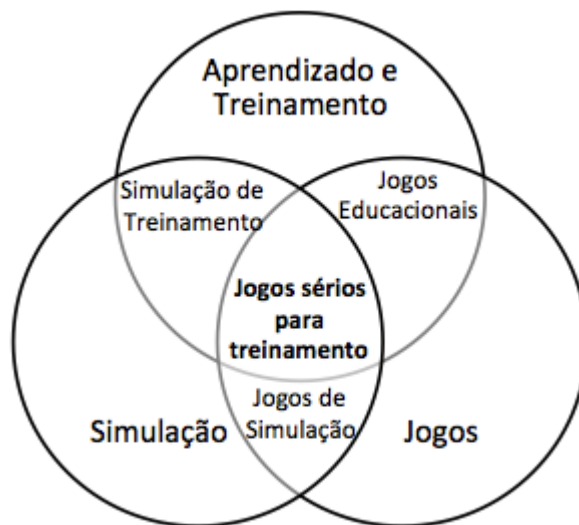 Aprendizado e
Treinamento
Simulação de
Treinamento
Jogos
Educacionais
Jogos sérios
para
treinamento
Jogos de
Simulação
Simulação
Jogos